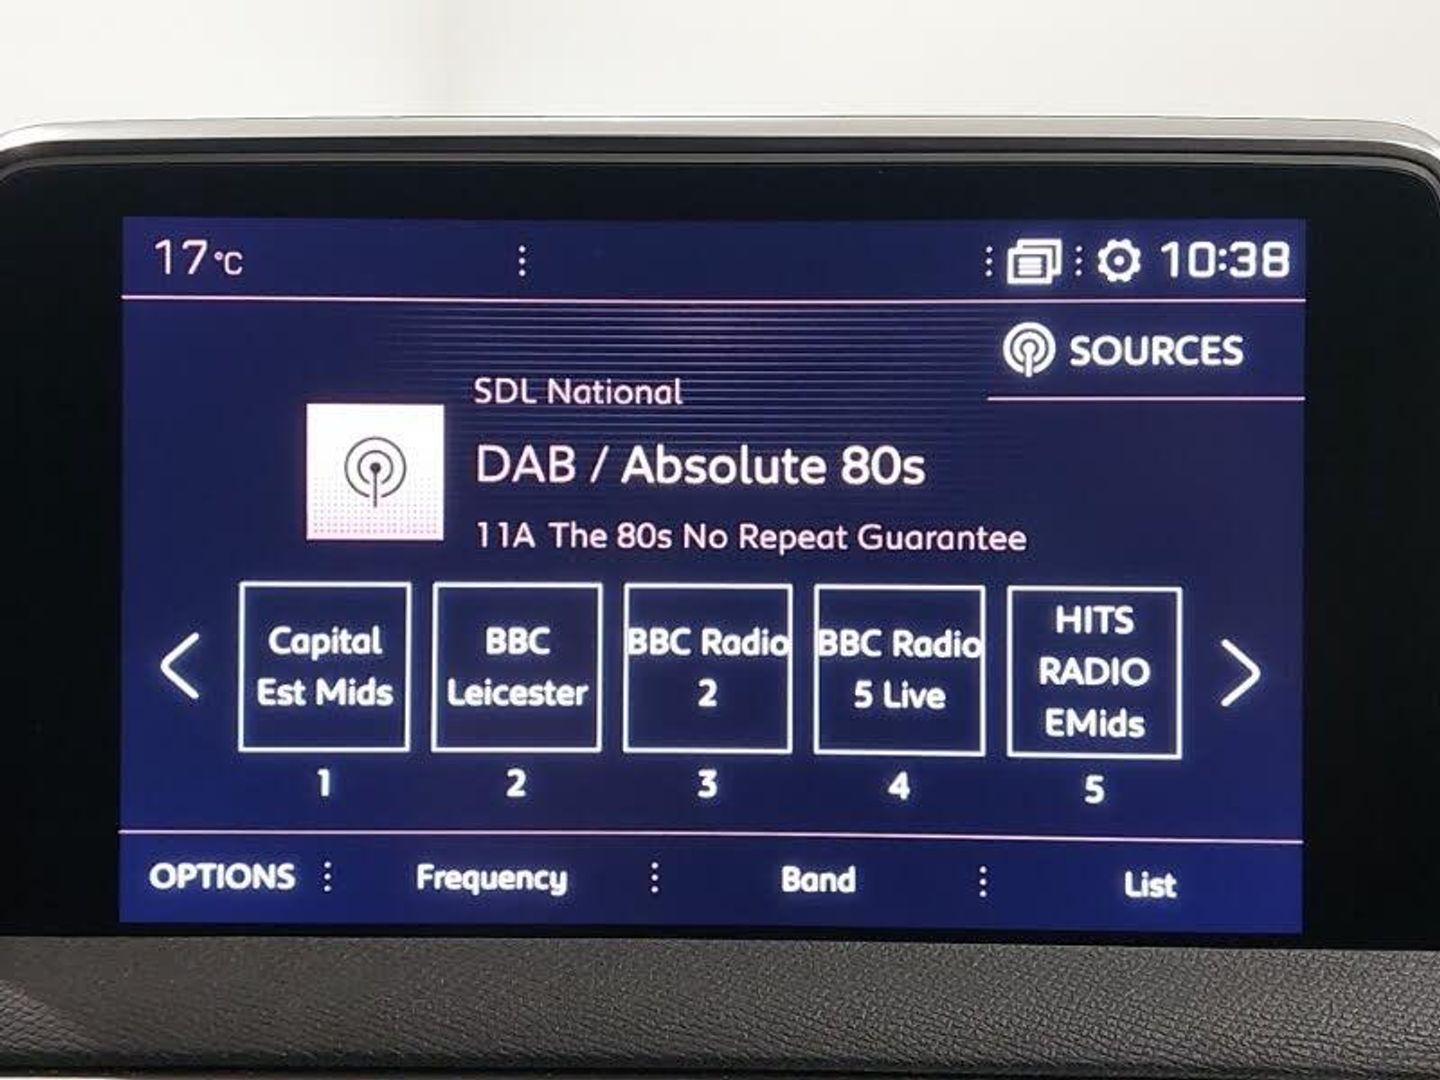 17°C
10:38
SOURCES
SDL National
DAB / Absolute 80s
11A The 80s No Repeat Guarantee
Capital
Est Mids
1
BBC
Leicester
2
BBC Radio
2
3
BBC Radio
5 Live
4
HITS
RADIO
EMids
5
OPTIONS
Frequency
Band
List